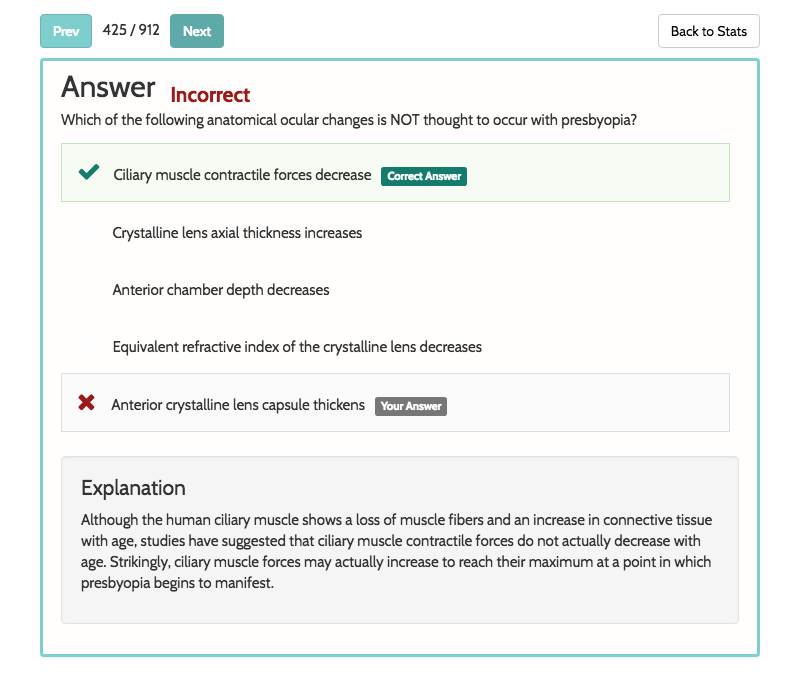 Prev 425 / 912 Next Back to Stats
Answer Incorrect
Which of the following anatomical ocular changes is NOT thought to occur with presbyopia?
Ciliary muscle contractile forces decrease Correct Answer
Crystalline lens axial thickness increases
Anterior chamber depth decreases
Equivalent refractive index of the crystalline lens decreases
Anterior crystalline lens capsule thickens Your Answer
Explanation
Although the human ciliary muscle shows a loss of muscle fibers and an increase in connective tissue
with age, studies have suggested that ciliary muscle contractile forces do not actually decrease with
age. Strikingly, ciliary muscle forces may actually increase to reach their maximum at a point in which
presbyopia begins to manifest.